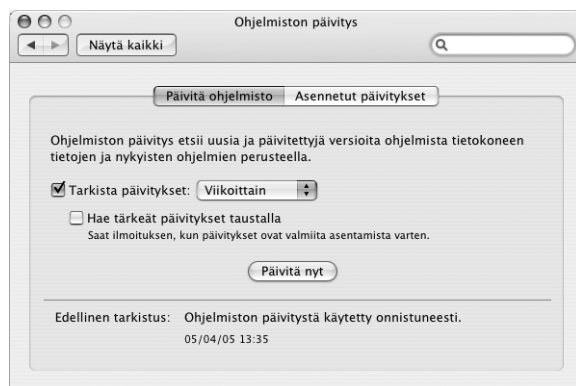 Ohjelmiston päivitys
Näytä kaikki
Päivitä ohjelmisto Asennetut päivitykset
Ohjelmiston päivitys etsii uusia ja päivitettyjä versioita ohjelmista tietokoneen
tietojen ja nykyisten ohjelmien perusteella.
Tarkista päivitykset: Viikoittain
Hae tärkeät päivitykset taustalla
Saat ilmoituksen, kun päivitykset ovat valmiita asentamista varten.
Päivitä nyt
Edellinen tarkistus: Ohjelmiston päivitystä käytetty onnistuneesti.
05/04/05 13:35